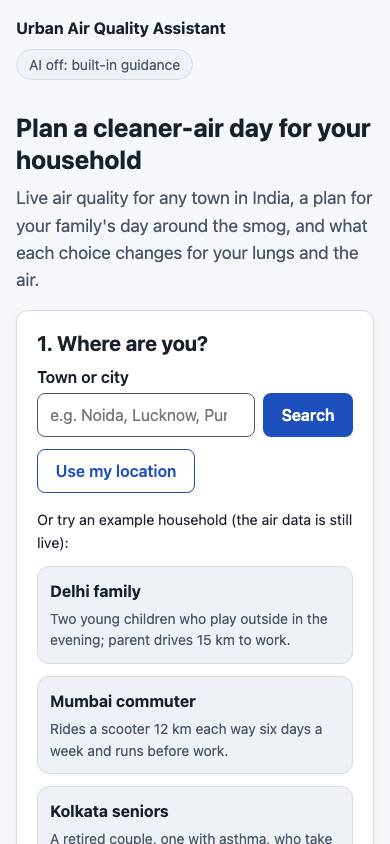 Urban Air Quality Assistant
AI off: built-in guidance
Plan a cleaner-air day for your
household
Live air quality for any town in India, a plan for
your family's day around the smog, and what
each choice changes for your lungs and the
air.
1. Where are you?
Town or city
e.g. Noida, Lucknow, Pur
Search
Use my location
Or try an example household (the air data is still
live):
Delhi family
Two young children who play outside in the
evening; parent drives 15 km to work.
Mumbai commuter
Rides a scooter 12 km each way six days a
week and runs before work.
Kolkata seniors
A retired couple, one with asthma, who take